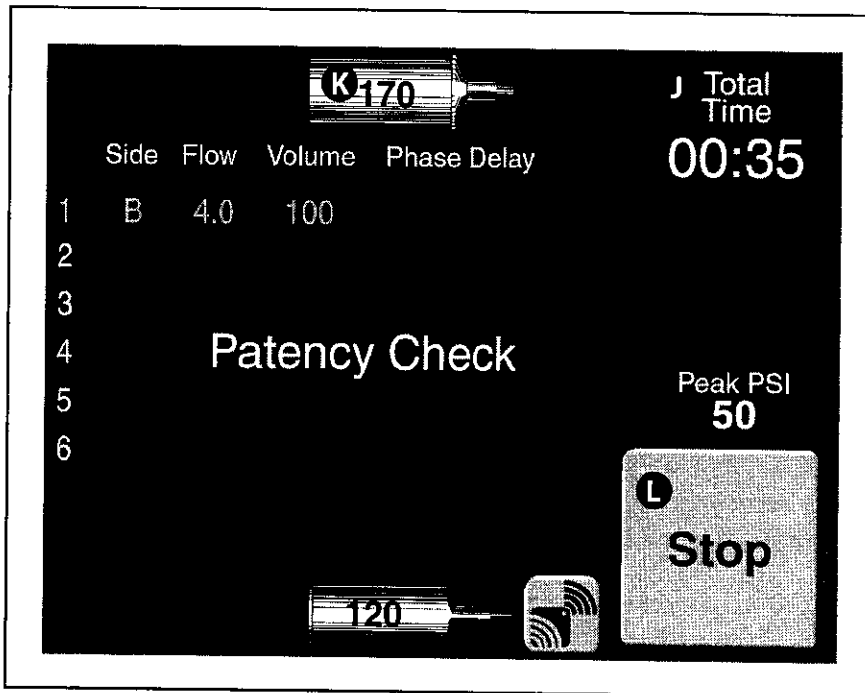 K 170
J Total
Time
00:35
Side Flow Volume Phase Delay
1 B 4.0 100
2
3
4 Patency Check
5
6
Peak PSI
50
L
Stop
120